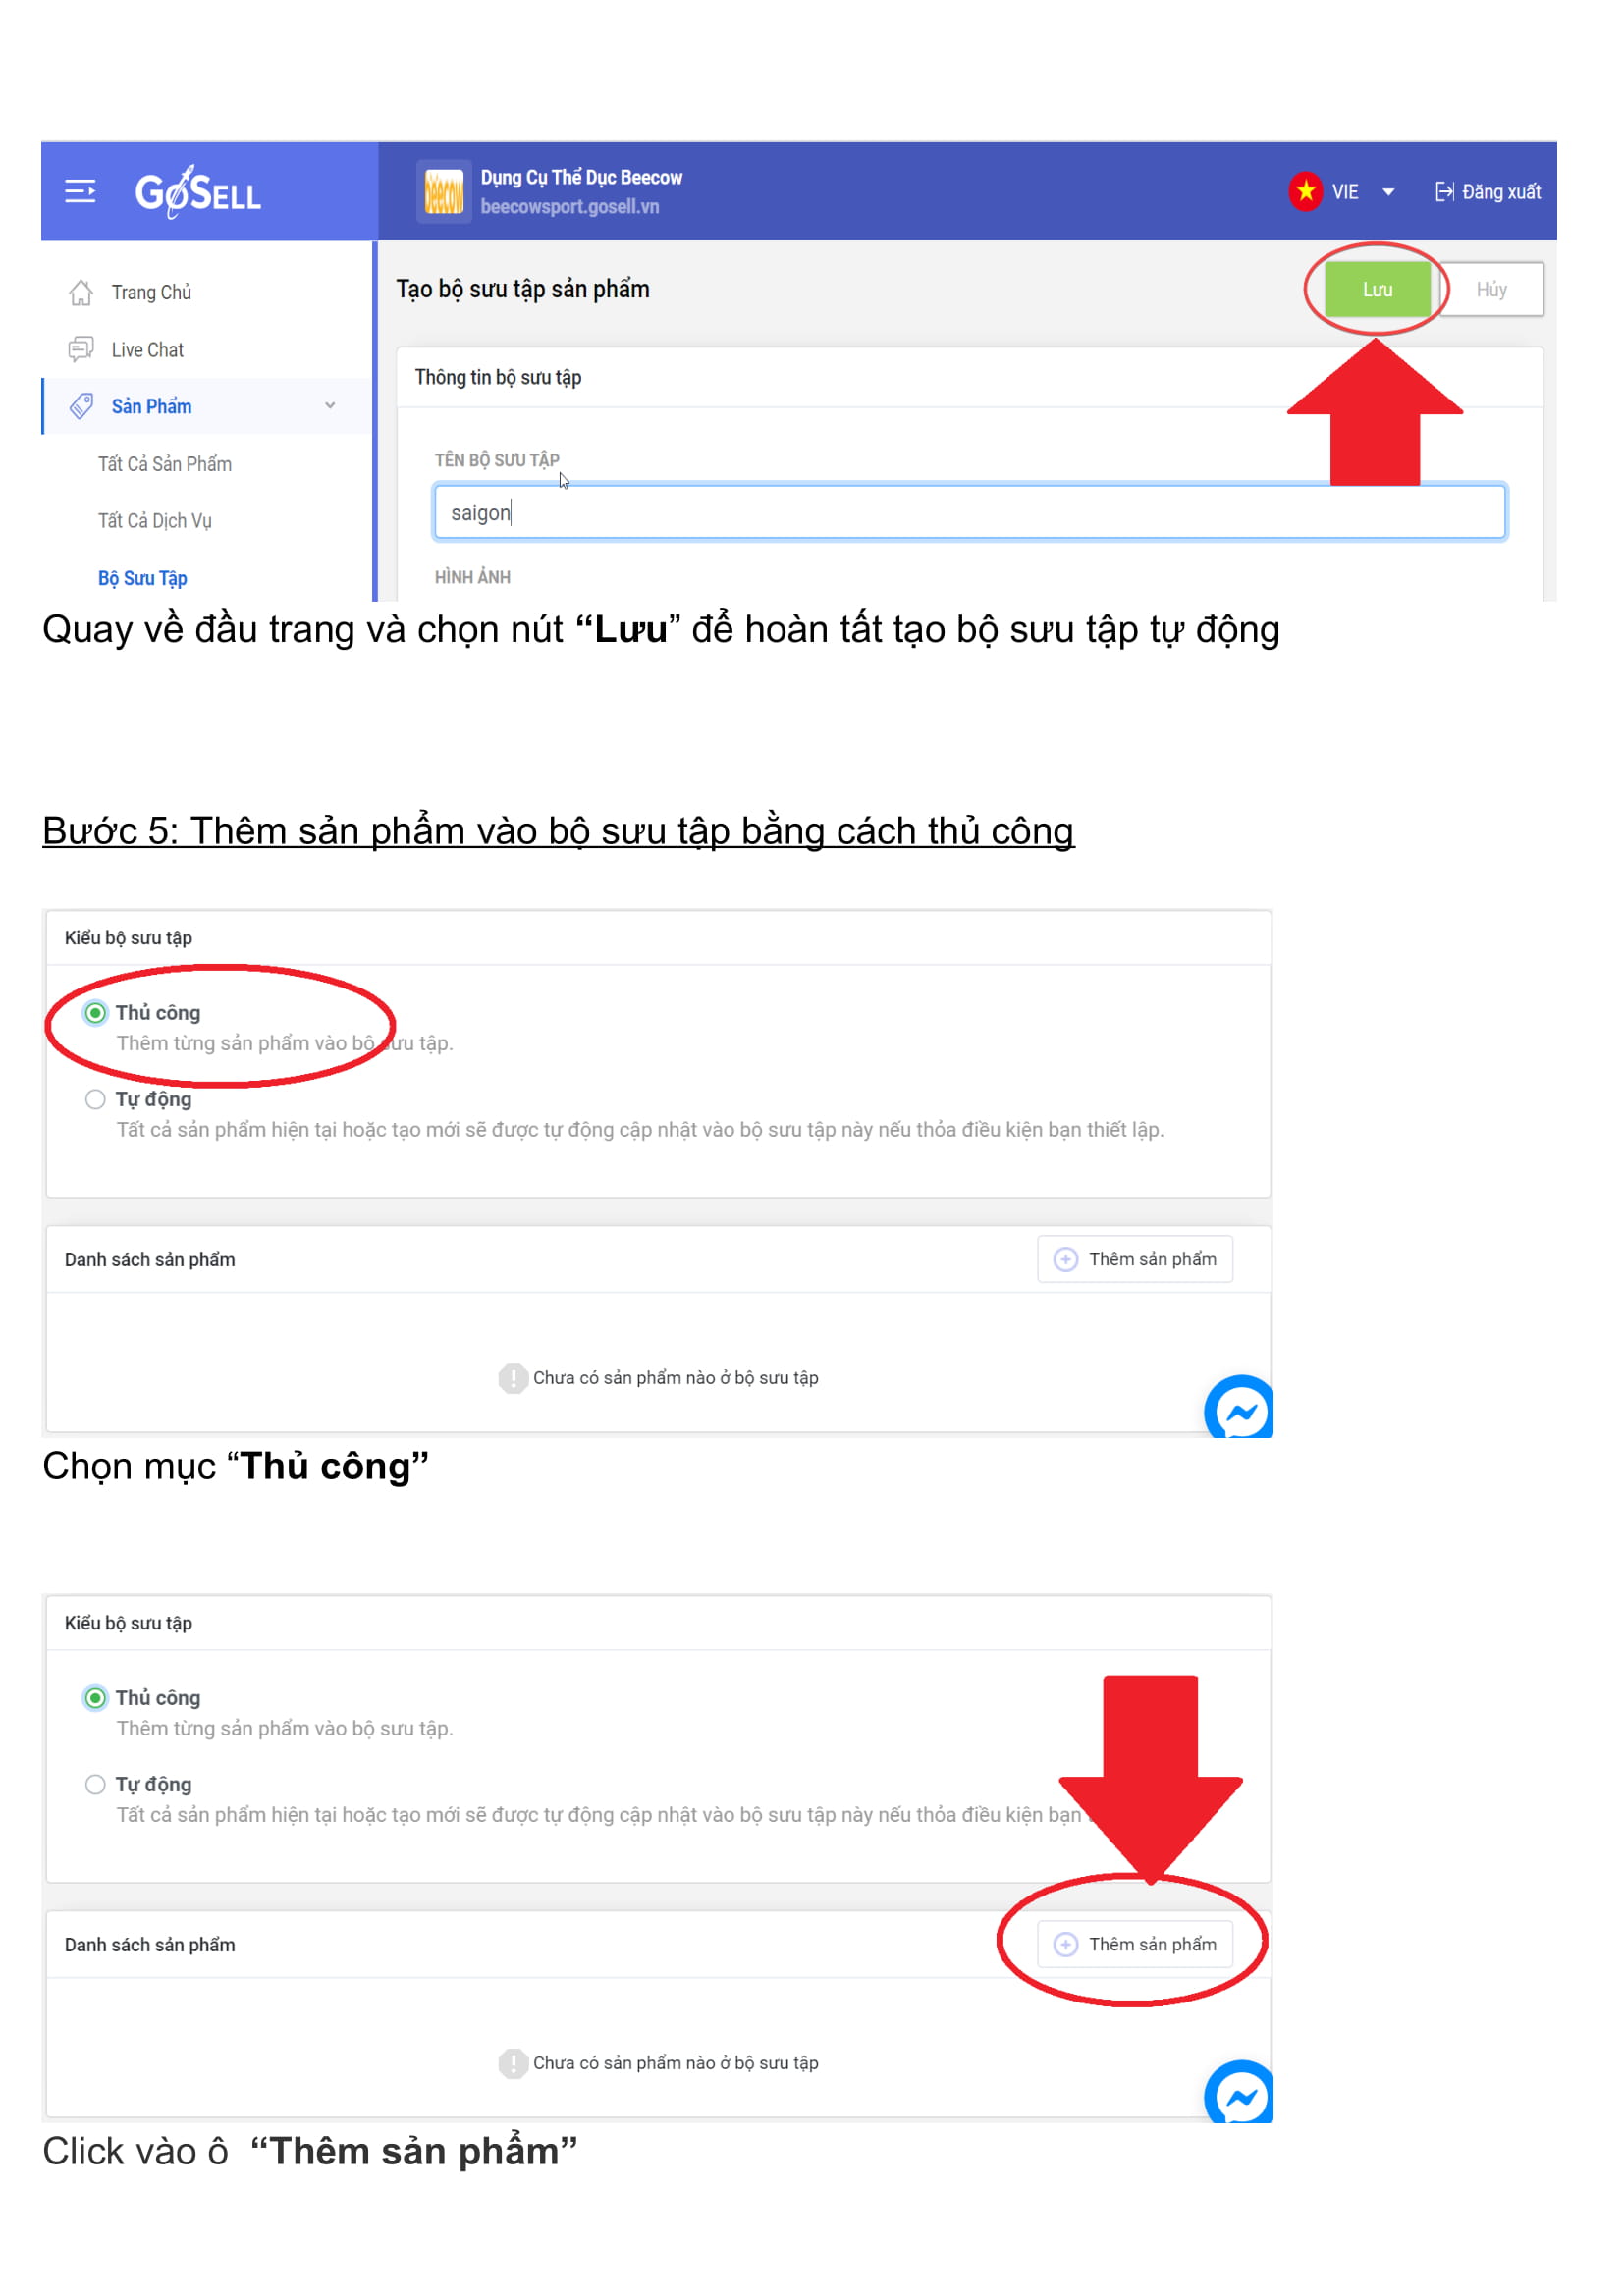 GoSELL
Dụng Cụ Thể Dục Beecow
beecowsport.gosell.vn
beecow
VIE
Đăng xuất
Trang Chủ
Live Chat
Sản Phẩm
Tất Cả Sản Phẩm
Tất Cả Dịch Vụ
Bộ Sưu Tập
Tạo bộ sưu tập sản phẩm
Lưu
Hủy
Thông tin bộ sưu tập
TÊN BỘ SƯU TẬP
saigon
HÌNH ẢNH
Quay về đầu trang và chọn nút “Lưu” để hoàn tất tạo bộ sưu tập tự động
Bước 5: Thêm sản phẩm vào bộ sưu tập bằng cách thủ công
Kiểu bộ sưu tập
Thủ công
Thêm từng sản phẩm vào bộ sưu tập.
Tự động
Tất cả sản phẩm hiện tại hoặc tạo mới sẽ được tự động cập nhật vào bộ sưu tập này nếu thỏa điều kiện bạn thiết lập.
Danh sách sản phẩm
Thêm sản phẩm
Chưa có sản phẩm nào ở bộ sưu tập
Chọn mục “Thủ công”
Kiểu bộ sưu tập
Thủ công
Thêm từng sản phẩm vào bộ sưu tập.
Tự động
Tất cả sản phẩm hiện tại hoặc tạo mới sẽ được tự động cập nhật vào bộ sưu tập này nếu thỏa điều kiện bạn
Danh sách sản phẩm
Thêm sản phẩm
Chưa có sản phẩm nào ở bộ sưu tập
Click vào ô “Thêm sản phẩm”